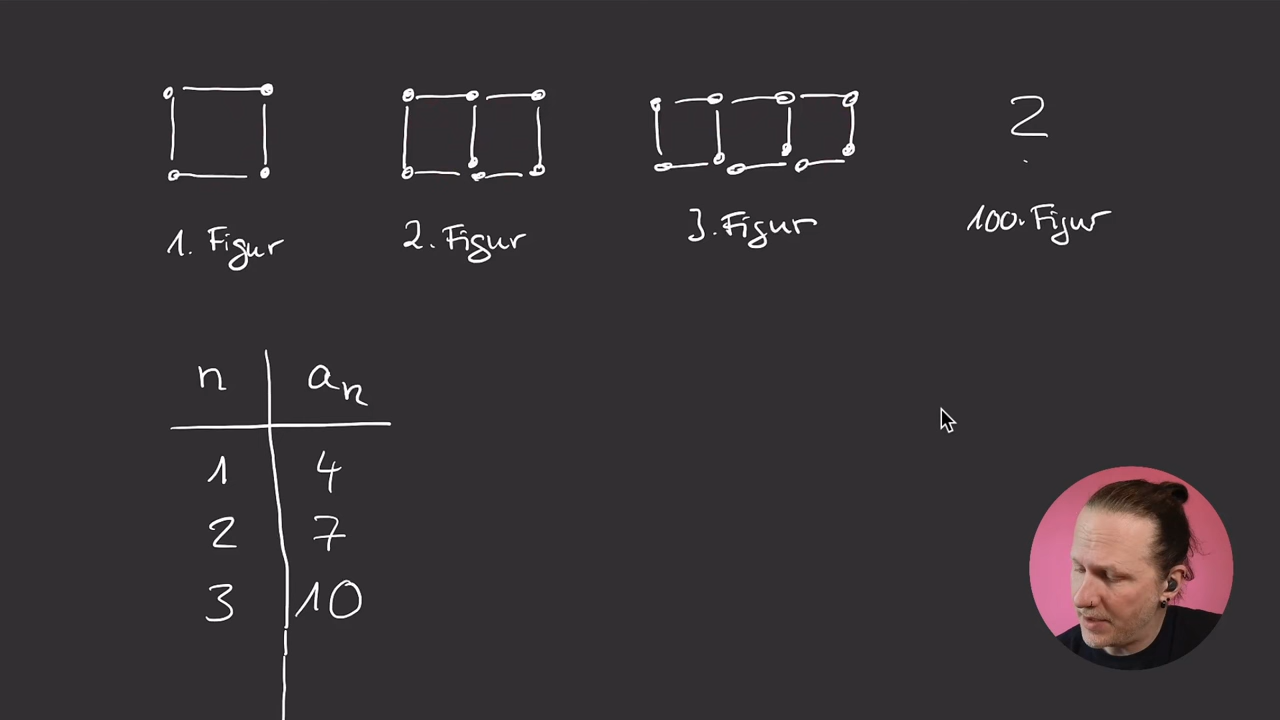 ?
1. Figur 2. Figur 3. Figur 100. Figur
n aₙ
1 4
2 7
3 10